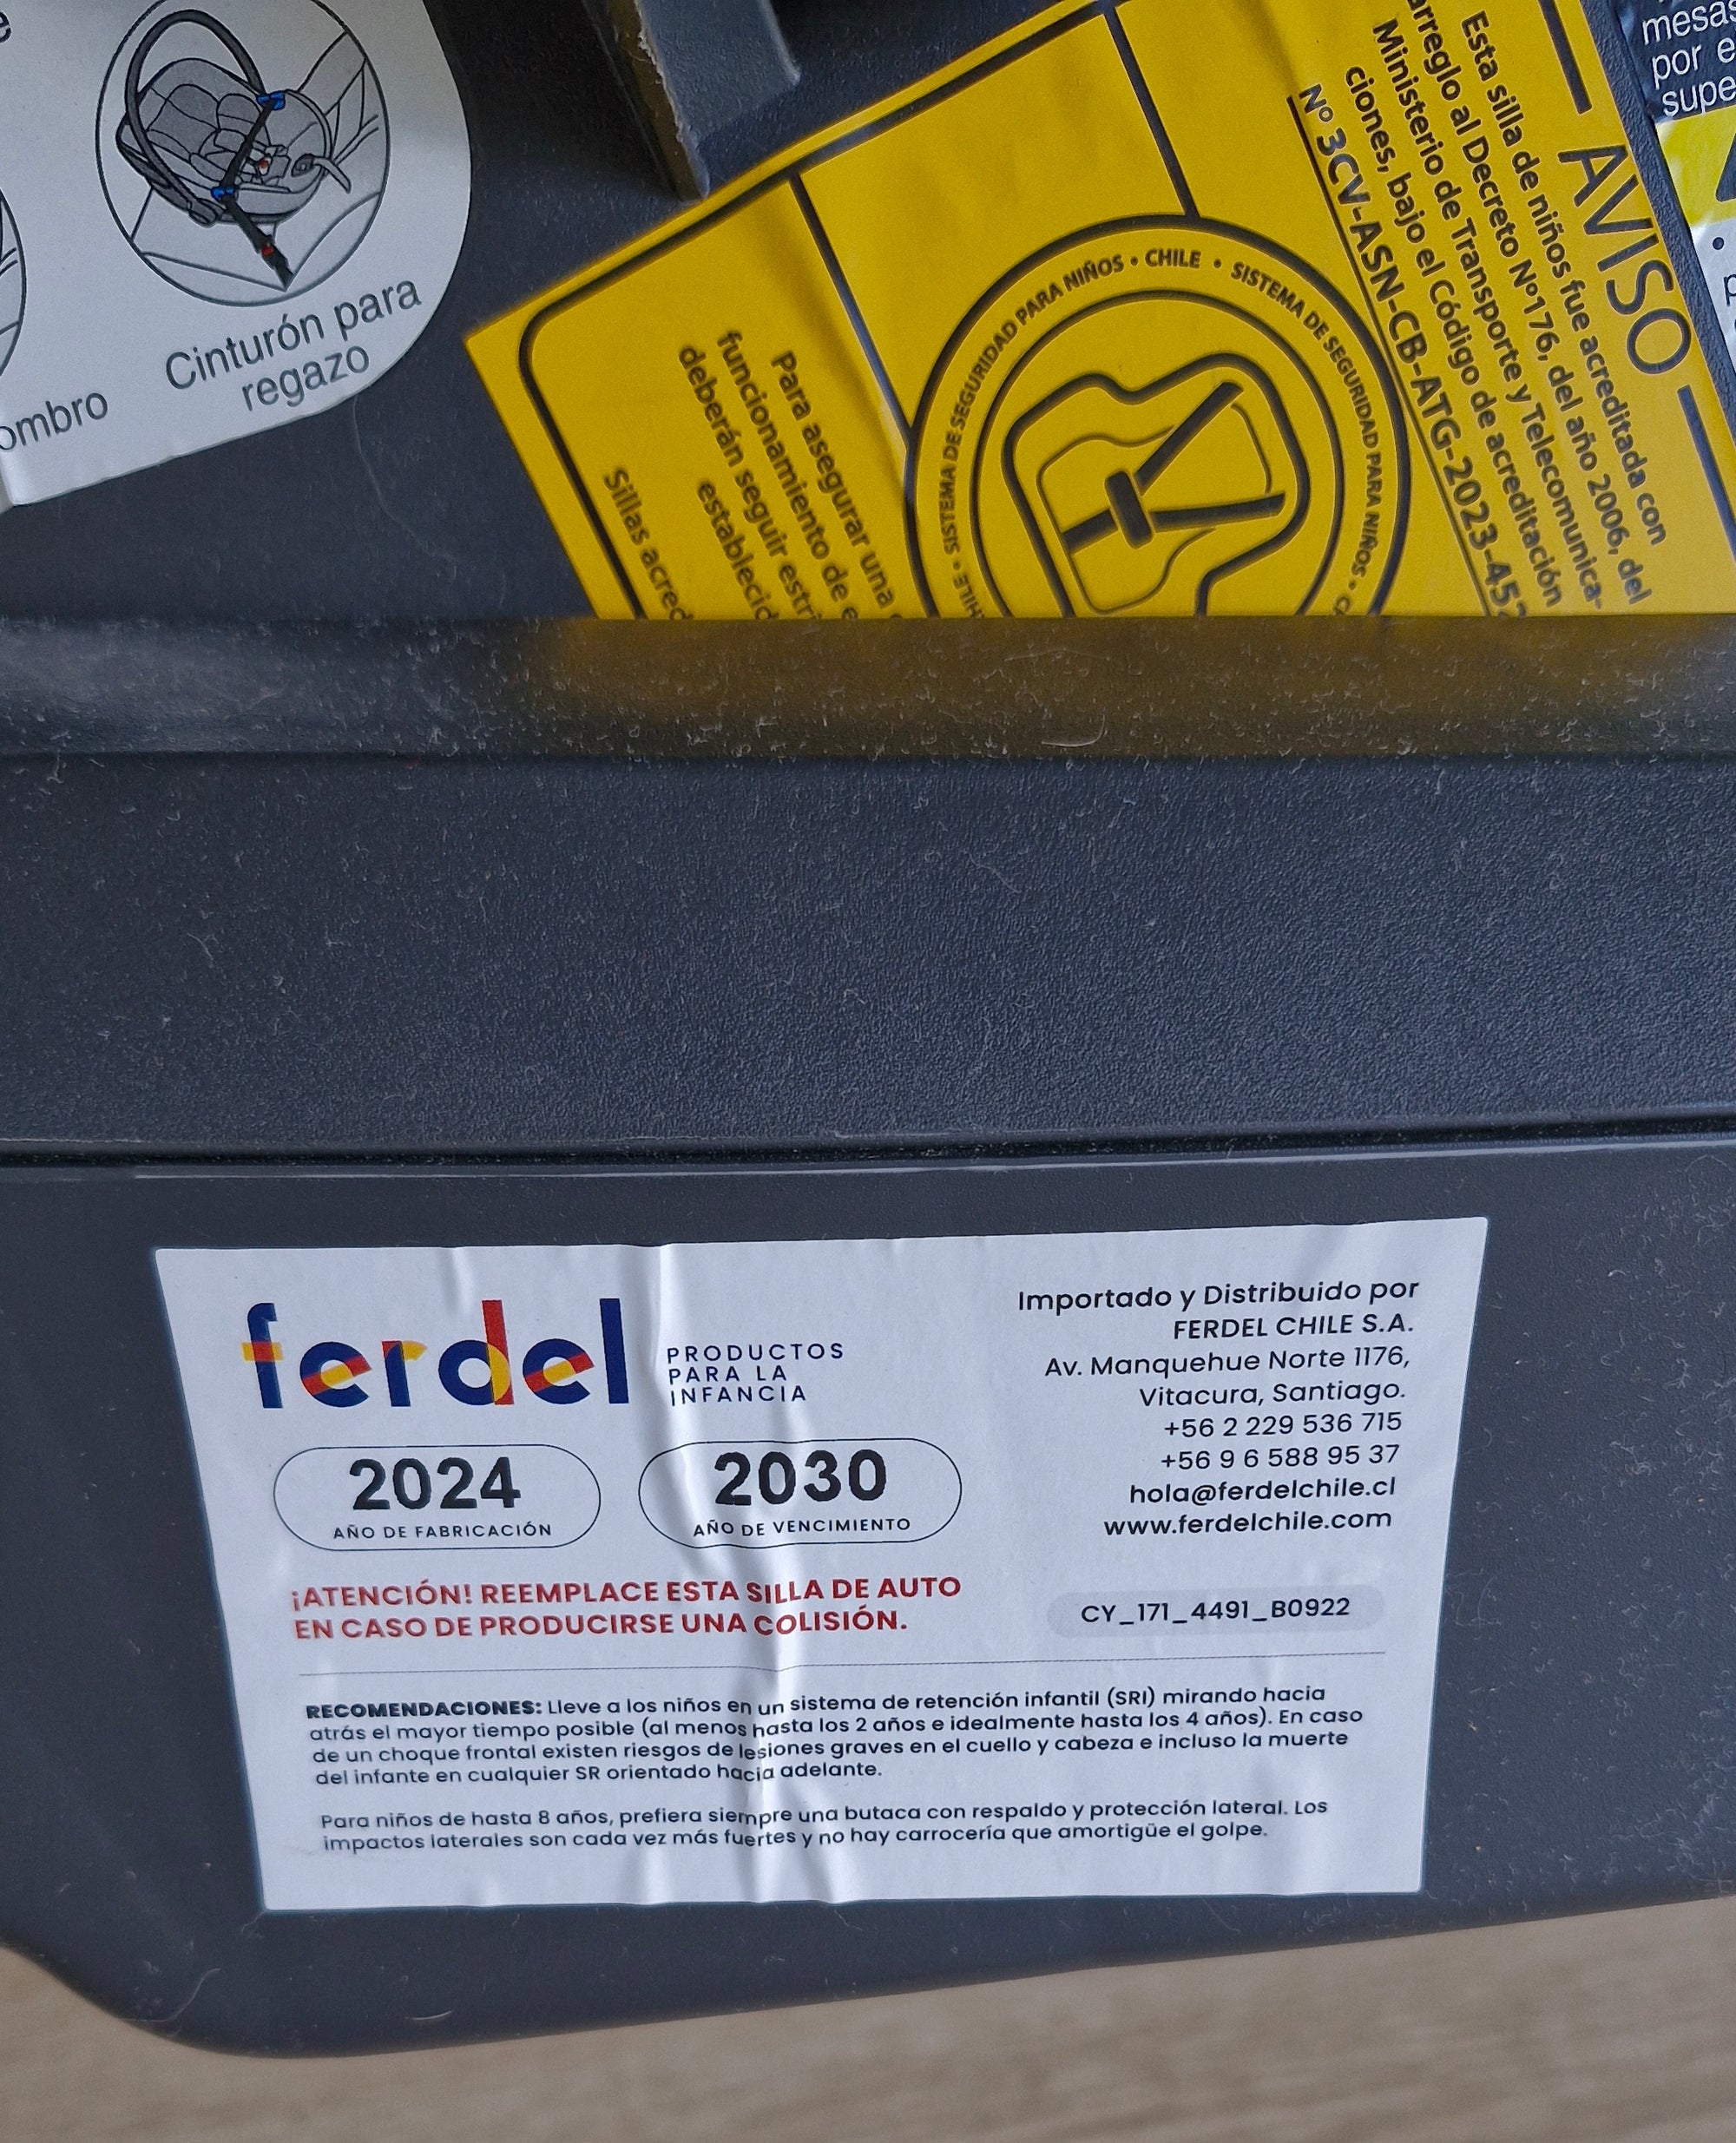 Cinturón para
regazo
ombro
AVISO
Esta silla de niños fue acreditada con
arreglo al Decreto Nº176, del año 2006, del
Ministerio de Transporte y Telecomunica-
ciones, bajo el Código de acreditación
Nº 3CV-ASN-CB-ATG-2023-452
SISTEMA DE SEGURIDAD PARA NIÑOS • CHILE • SISTEMA DE SEGURIDAD PARA NIÑOS •
Para asegurar una
funcionamiento de e
deberán seguir estri
establecid
Sillas acred
mesas
por e
supe
ferdel
PRODUCTOS
PARA LA
INFANCIA
Importado y Distribuido por
FERDEL CHILE S.A.
Av. Manquehue Norte 1176,
Vitacura, Santiago.
+56 2 229 536 715
+56 9 6 588 95 37
hola@ferdelchile.cl
www.ferdelchile.com
2024
AÑO DE FABRICACIÓN
2030
AÑO DE VENCIMIENTO
¡ATENCIÓN! REEMPLACE ESTA SILLA DE AUTO
EN CASO DE PRODUCIRSE UNA COLISIÓN.
CY_171_4491_B0922
RECOMENDACIONES: Lleve a los niños en un sistema de retención infantil (SRI) mirando hacia
atrás el mayor tiempo posible (al menos hasta los 2 años e idealmente hasta los 4 años). En caso
de un choque frontal existen riesgos de lesiones graves en el cuello y cabeza e incluso la muerte
del infante en cualquier SR orientado hacia adelante.
Para niños de hasta 8 años, prefiera siempre una butaca con respaldo y protección lateral. Los
impactos laterales son cada vez más fuertes y no hay carrocería que amortigüe el golpe.